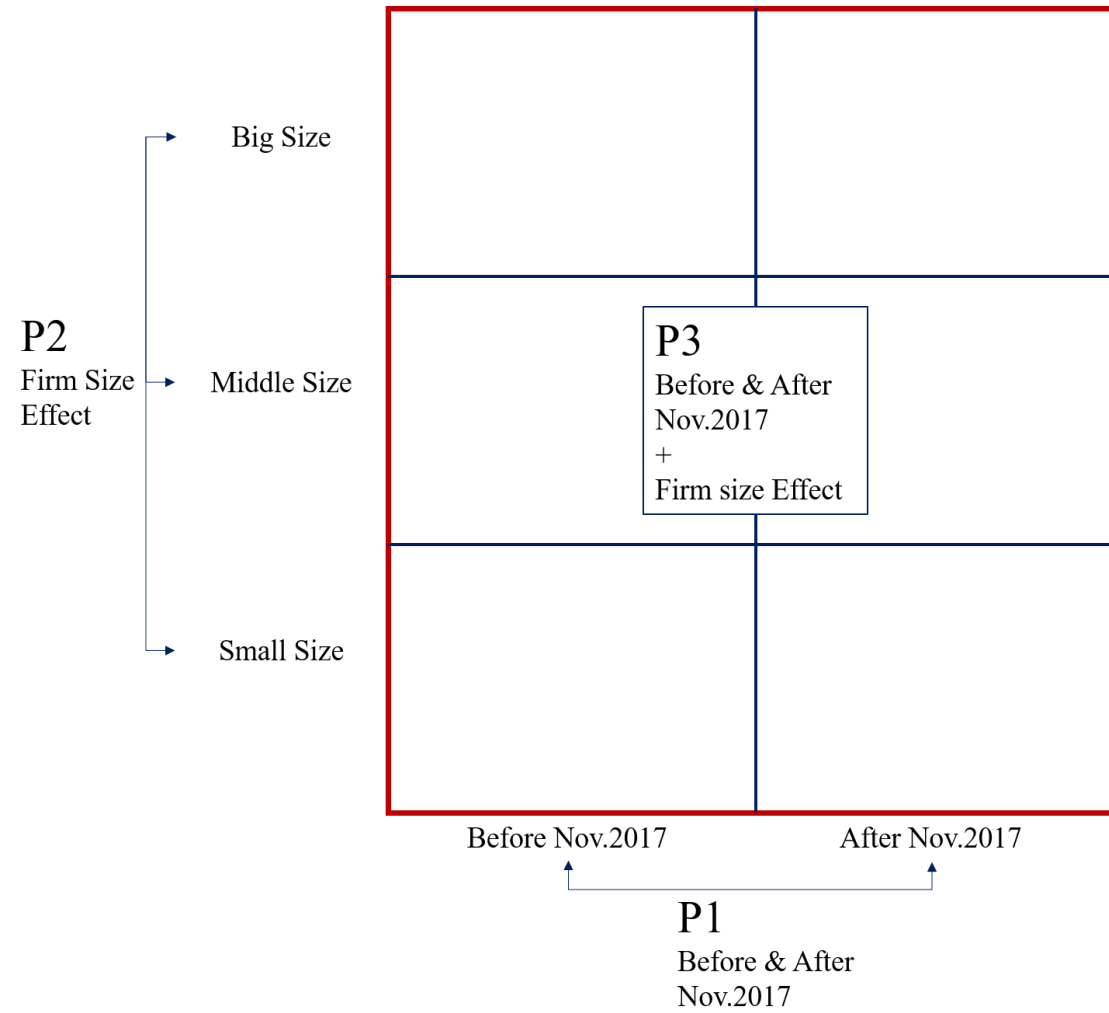 Big Size
P2
Firm Size
Effect
Middle Size
P3
Before & After
Nov.2017
+
Firm size Effect
Small Size
Before Nov.2017
After Nov.2017
P1
Before & After
Nov.2017